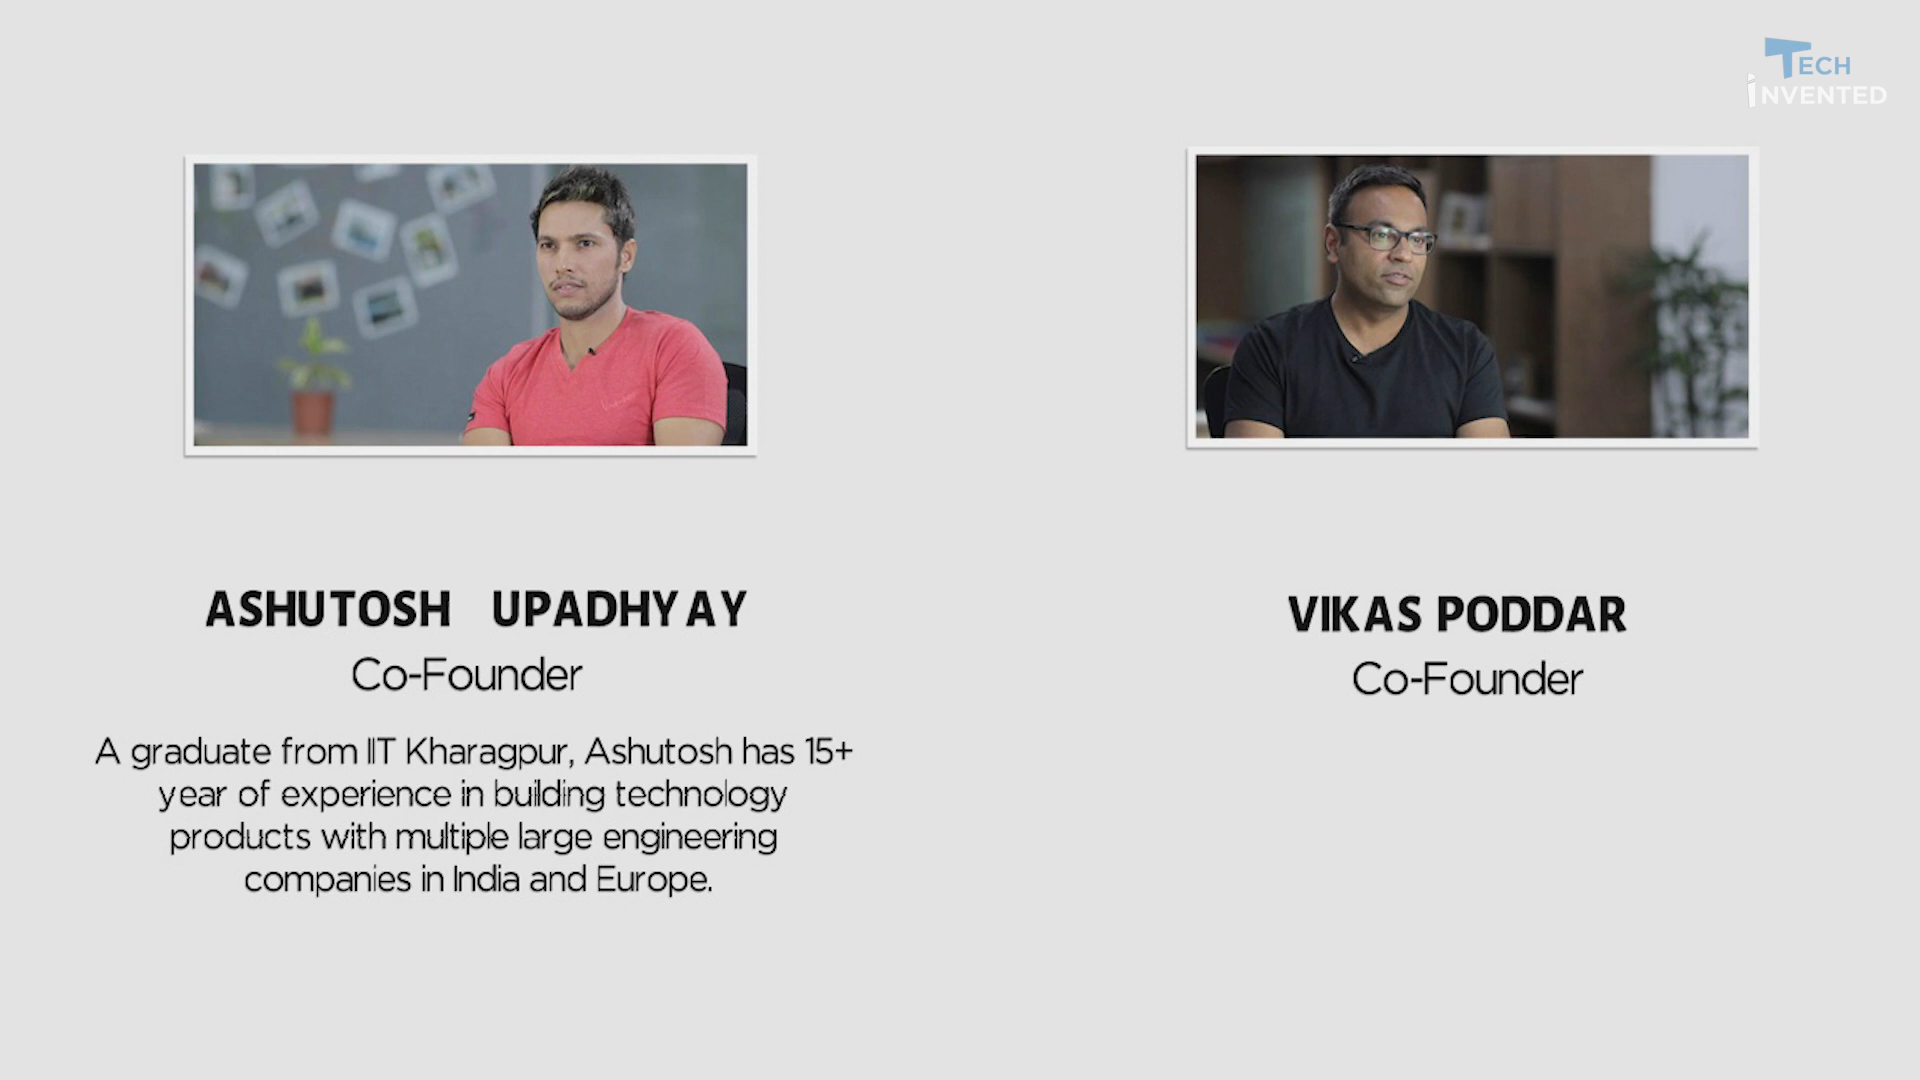 TECH
iNVENTED
ASHUTOSH UPADHYAY
Co-Founder
A graduate from IIT Kharagpur, Ashutosh has 15+
year of experience in building technology
products with multiple large engineering
companies in India and Europe.
VIKAS PODDAR
Co-Founder